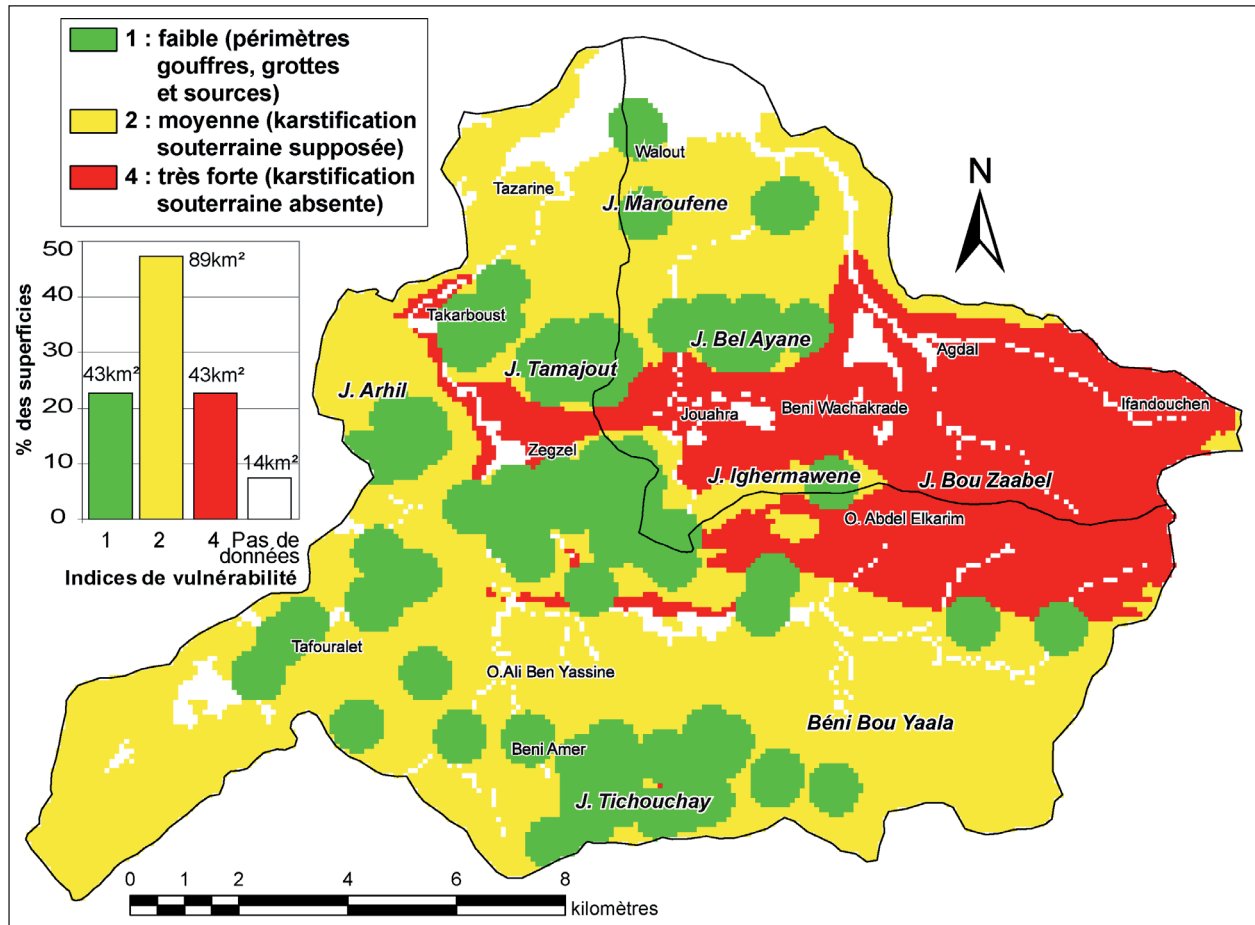 1 : faible (périmètres
gouffres, grottes
et sources)
2 : moyenne (karstification
souterraine supposée)
4 : très forte (karstification
souterraine absente)
N
Walout
Tazarine
J. Maroufene
50
89km²
40
Takarboust
30
J. Bel Ayane
Agdal
43km²
43km²
J. Tamajout
J. Arhil
% des superficies
20
Jouahra
Beni Wachakrade
Ifandouchen
Zegzel
10
14km²
J. Ighermawene
J. Bou Zaabel
0
O. Abdel Elkarim
1
2
4
Pas de
données
Indices de vulnérabilité
Tafouralet
O.Ali Ben Yassine
Béni Bou Yaala
Beni Amer
J. Tichouchay
0 1 2 4 6 8
kilomètres